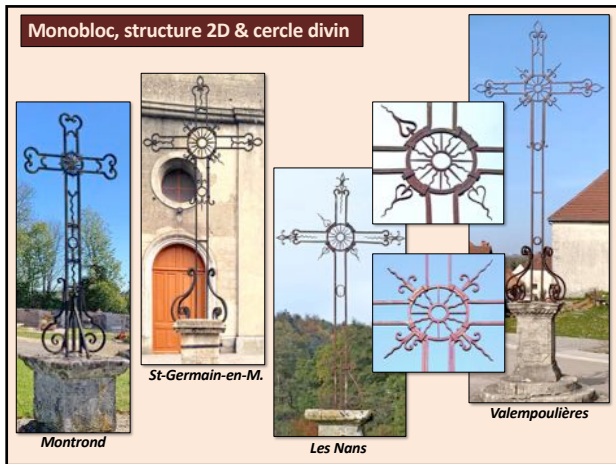 Monobloc, structure 2D & cercle divin
St-Germain-en-M.
Montrond
Les Nans
Valempoulières